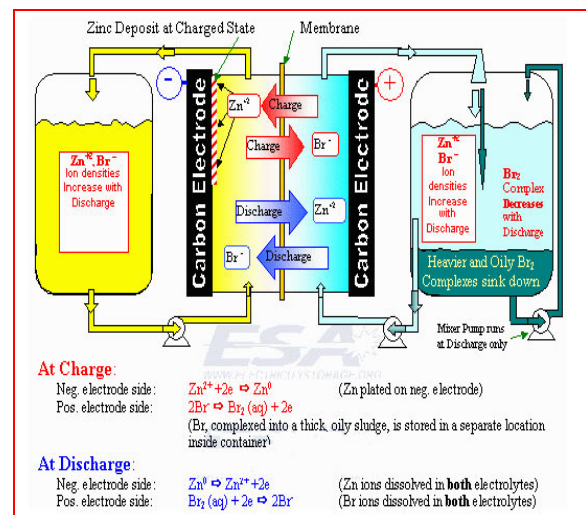 Zinc Deposit at Charged State
Membrane
−
+
Carbon Electrode
Carbon Electrode
Zn+2
Charge
Charge
Br -
Discharge
Zn+2
Br -
Discharge
Zn+2, Br -
Ion densities
Increase with
Discharge
Zn+2
Br -
Ion
densities
Increase
with
Discharge
Br2
Complex
Decreases
with
Discharge
Heavier and Oily Br2
Complexes sink down
Mixer Pump runs
at Discharge only
ESA
WWW.ELECTRICITYSTORAGE.ORG
At Charge:
Neg. electrode side: Zn2+ +2e ⇨ Zn0 (Zn plated on neg. electrode)
Pos. electrode side: 2Br- ⇨ Br2 (aq) + 2e
(Br, complexed into a thick, oily sludge, is stored in a separate location
inside container)
At Discharge:
Neg. electrode side: Zn0 ⇨ Zn2+ +2e (Zn ions dissolved in both electrolytes)
Pos. electrode side: Br2 (aq) + 2e ⇨ 2Br- (Br ions dissolved in both electrolytes)